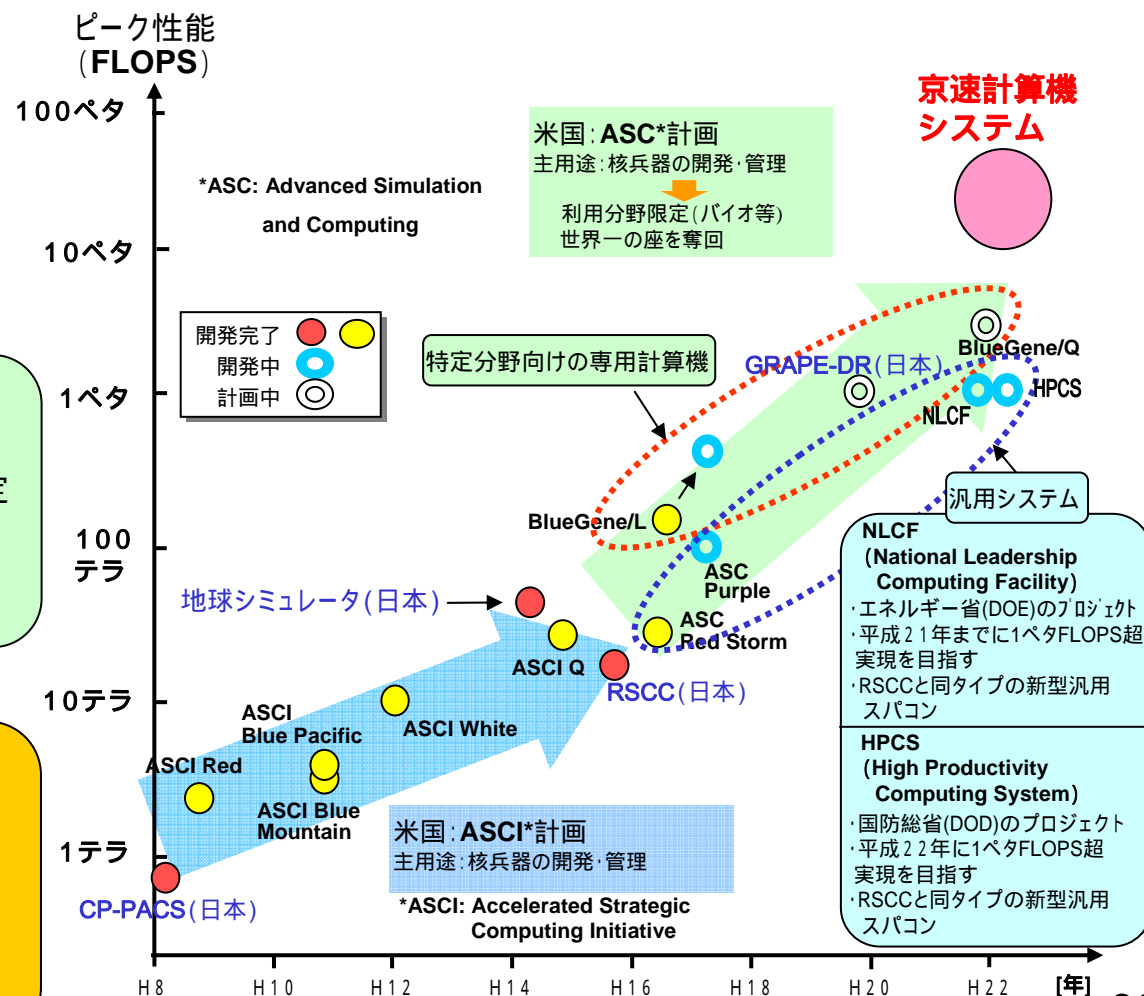 ピーク性能
(FLOPS)
100ペタ
10ペタ
1ペタ
100
テラ
10テラ
1テラ
*ASC: Advanced Simulation
and Computing
米国:ASC*計画
主用途:核兵器の開発・管理
利用分野限定(バイオ等)
世界一の座を奪回
京速計算機
システム
開発完了
開発中
計画中
特定分野向けの専用計算機
GRAPE-DR(日本)
BlueGene/Q
NLCF
HPCS
BlueGene/L
ASC
Purple
ASC
Red Storm
汎用システム
地球シミュレータ(日本)
ASCI Q
RSCC(日本)
ASCI White
ASCI
Blue Pacific
ASCI Red
ASCI Blue
Mountain
CP-PACS(日本)
米国:ASCI*計画
主用途:核兵器の開発・管理
*ASCI: Accelerated Strategic
Computing Initiative
NLCF
(National Leadership
Computing Facility)
・エネルギー省(DOE)のプロジェクト
・平成21年までに1ペタFLOPS超
実現を目指す
・RSCCと同タイプの新型汎用
スパコン
HPCS
(High Productivity
Computing System)
・国防総省(DOD)のプロジェクト
・平成22年に1ペタFLOPS超
実現を目指す
・RSCCと同タイプの新型汎用
スパコン
定
H8
H10
H12
H14
H16
H18
H20
H22
[年]